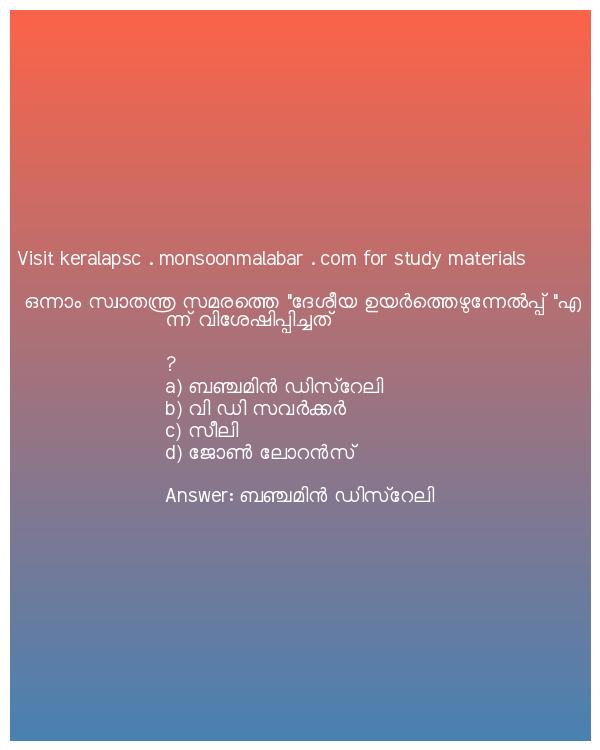 Visit keralapsc . monsoonmalabar . com for study materials
ഒന്നാം സ്വാതന്ത്ര സമരത്തെ "ദേശീയ ഉയർത്തെഴുന്നേൽപ്പ് "എ
ന്ന് വിശേഷിപ്പിച്ചത്
?
a) ബഞ്ചമിൻ ഡിസ്റേലി
b) വി ഡി സവർക്കർ
c) സീലി
d) ജോൺ ലോറൻസ്
Answer: ബഞ്ചമിൻ ഡിസ്റേലി